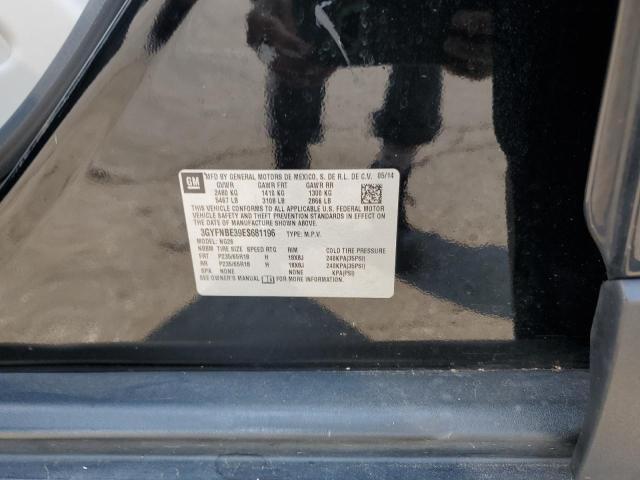 GM
MFD BY GENERAL MOTORS DE MEXICO, S. DE R.L. DE C.V. 05/14
GVWR GAWR FRT GAWR RR
2480 KG 1410 KG 1300 KG
5467 LB 3108 LB 2866 LB
THIS VEHICLE CONFORMS TO ALL APPLICABLE U.S. FEDERAL MOTOR
VEHICLE SAFETY, BUMPER, AND THEFT PREVENTION STANDARDS IN EFFECT ON THE
DATE OF MANUFACTURE SHOWN ABOVE.
3GYFNBE39ES681196 TYPE: M.P.V.
MODEL: NG26
NBBM TIRE SIZE SPEED RTG RIM COLD TIRE PRESSURE
FRT P235/65R18 H 18X8J 240KPA(35PSI)
RR P235/65R18 H 18X8J 240KPA(35PSI)
SPA NONE NONE KPA(PSI)
SEE OWNER'S MANUAL FOR ADDITIONAL INFORMATION.